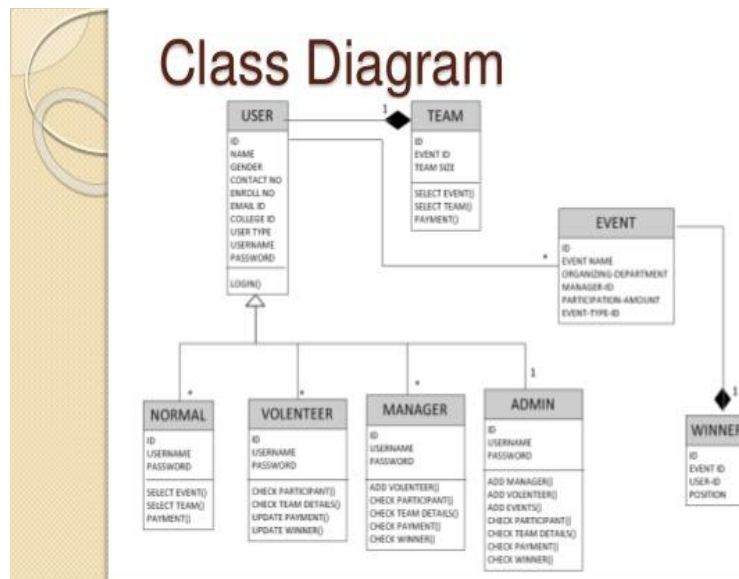 Class Diagram
USER
ID
NAME
GENDER
CONTACT NO
ENROLL NO
EMAIL ID
COLLEGE ID
USER TYPE
USERNAME
PASSWORD
LOGIN()
1
TEAM
ID
EVENT ID
TEAM SIZE
SELECT EVENT()
SELECT TEAM()
PAYMENT()
*
EVENT
ID
EVENT NAME
ORGANIZING-DEPARTMENT
MANAGER-ID
PARTICIPATION-AMOUNT
EVENT-TYPE-ID
*
NORMAL
ID
USERNAME
PASSWORD
SELECT EVENT()
SELECT TEAM()
PAYMENT()
*
VOLENTEER
ID
USERNAME
PASSWORD
CHECK PARTICIPANT()
CHECK TEAM DETAILS()
UPDATE PAYMENT()
UPDATE WINNER()
*
MANAGER
ID
USERNAME
PASSWORD
ADD VOLENTEER()
CHECK PARTICIPANT()
CHECK TEAM DETAILS()
CHECK PAYMENT()
CHECK WINNER()
1
ADMIN
ID
USERNAME
PASSWORD
ADD MANAGER()
ADD VOLENTEER()
ADD EVENTS()
CHECK PARTICIPANT()
CHECK TEAM DETAILS()
CHECK PAYMENT()
CHECK WINNER()
1
WINNER
ID
EVENT ID
USER-ID
POSITION